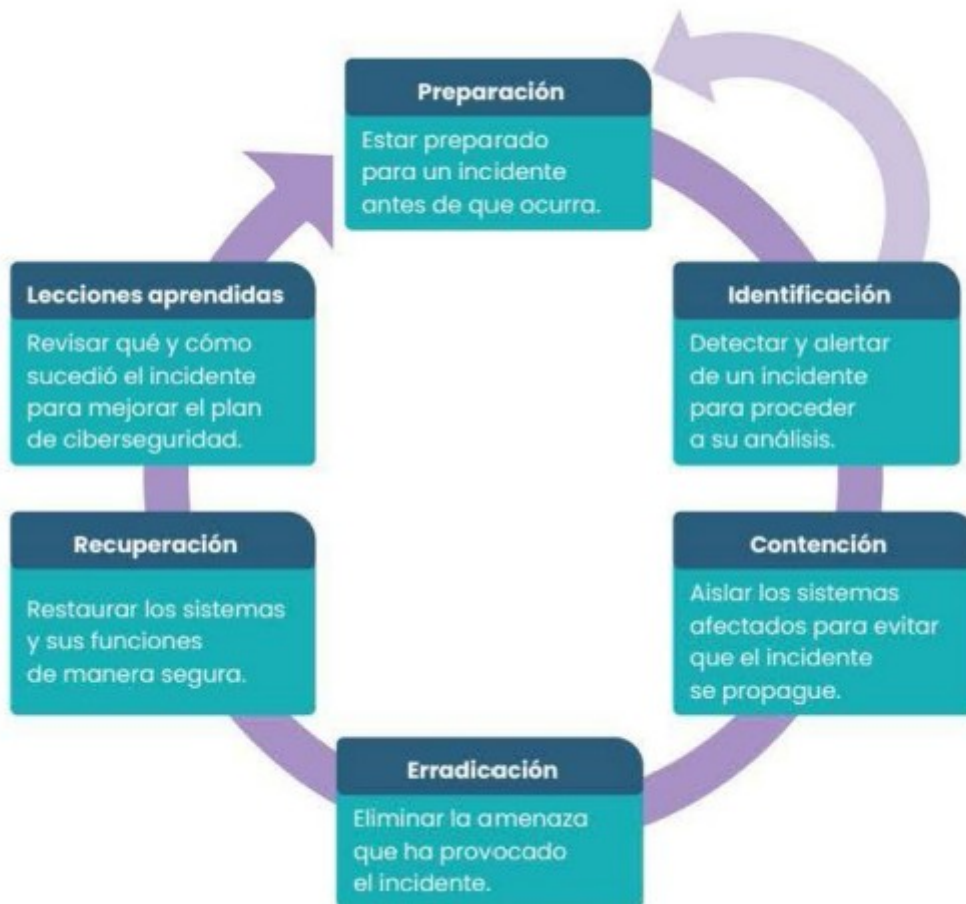 Preparación
Estar preparado
para un incidente
antes de que ocurra.
Identificación
Detectar y alertar
de un incidente
para proceder
a su análisis.
Contención
Aislar los sistemas
afectados para evitar
que el incidente
se propague.
Erradicación
Eliminar la amenaza
que ha provocado
el incidente.
Recuperación
Restaurar los sistemas
y sus funciones
de manera segura.
Lecciones aprendidas
Revisar qué y cómo
sucedió el incidente
para mejorar el plan
de ciberseguridad.